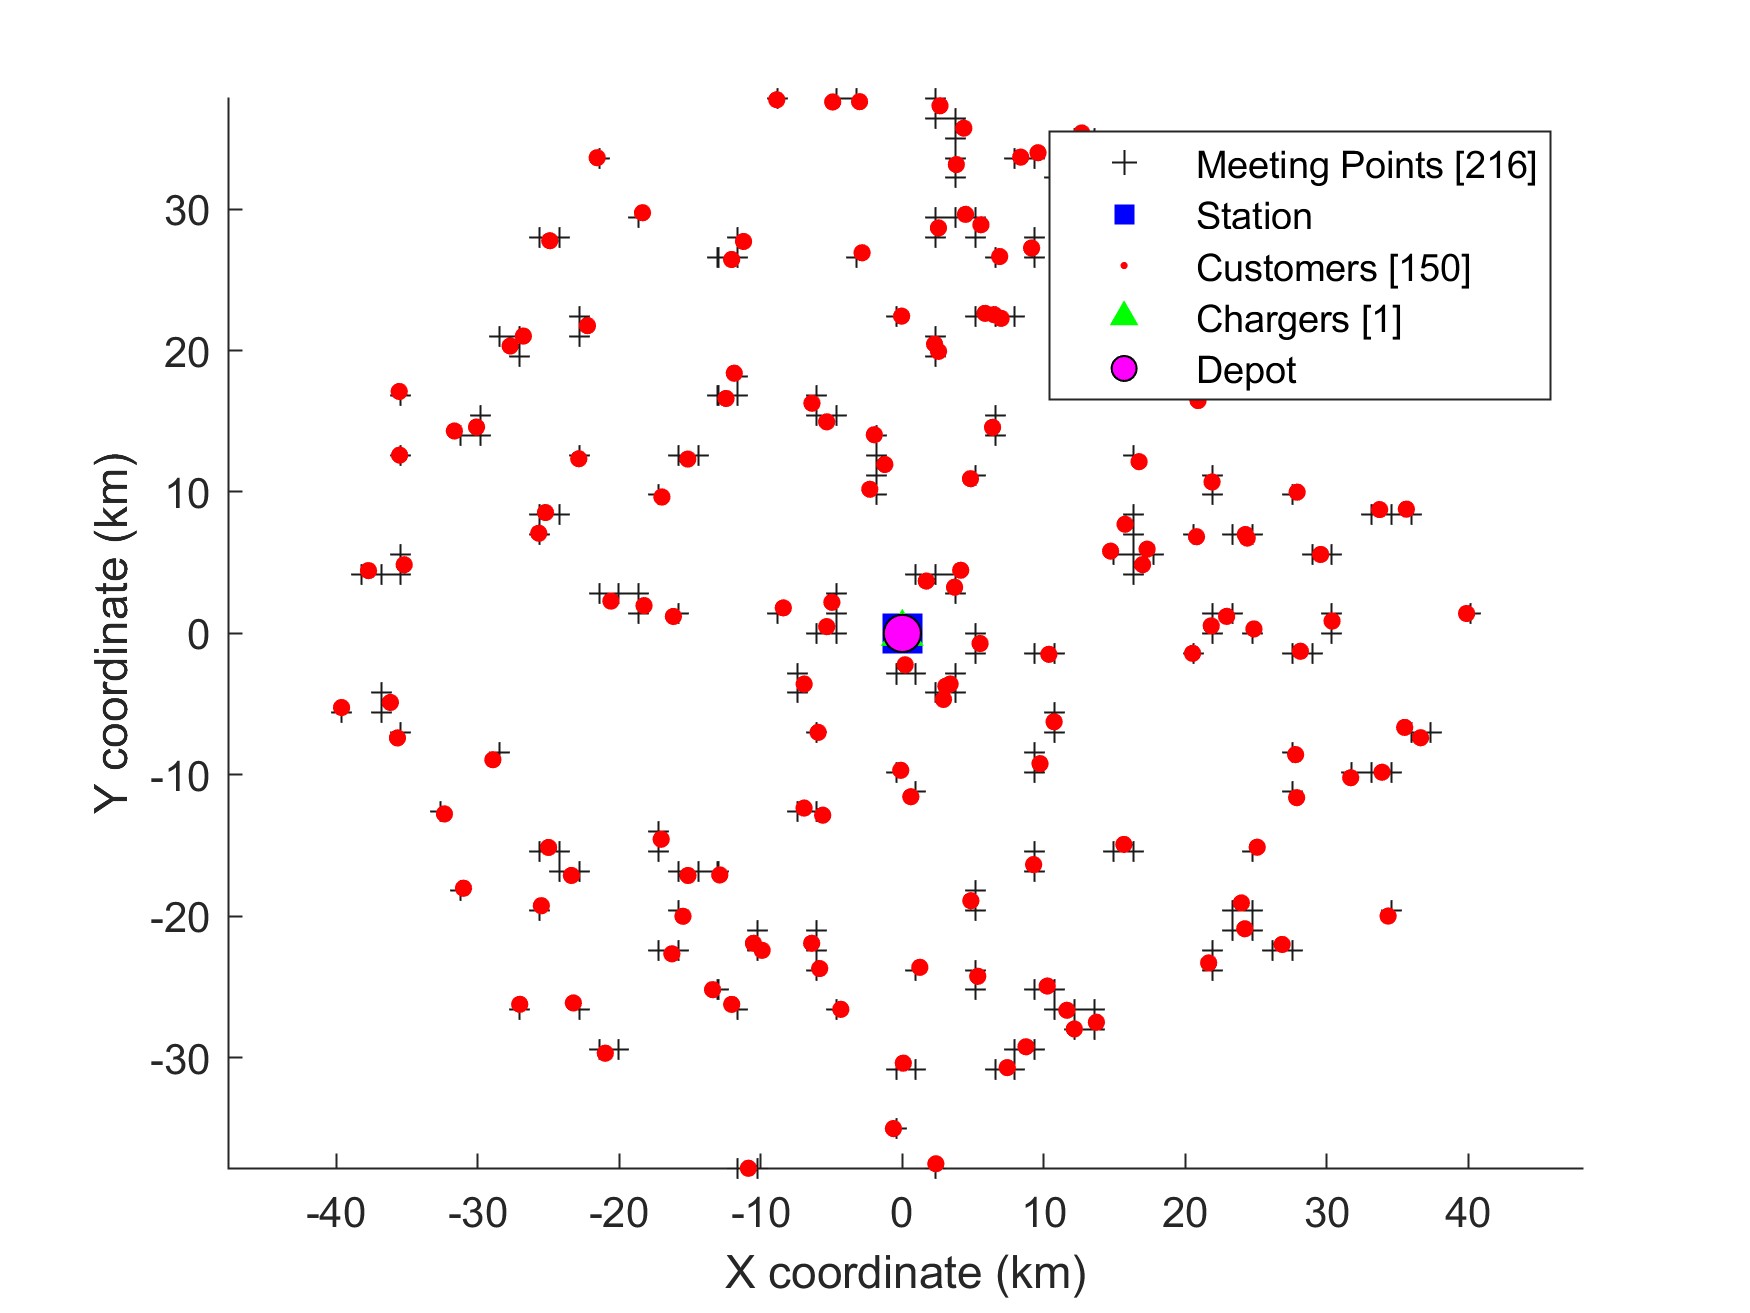 Meeting Points [216]
Station
Customers [150]
Chargers [1]
Depot
30
20
10
0
-10
-20
-30
Y coordinate (km)
-40 -30 -20 -10 0 10 20 30 40
X coordinate (km)